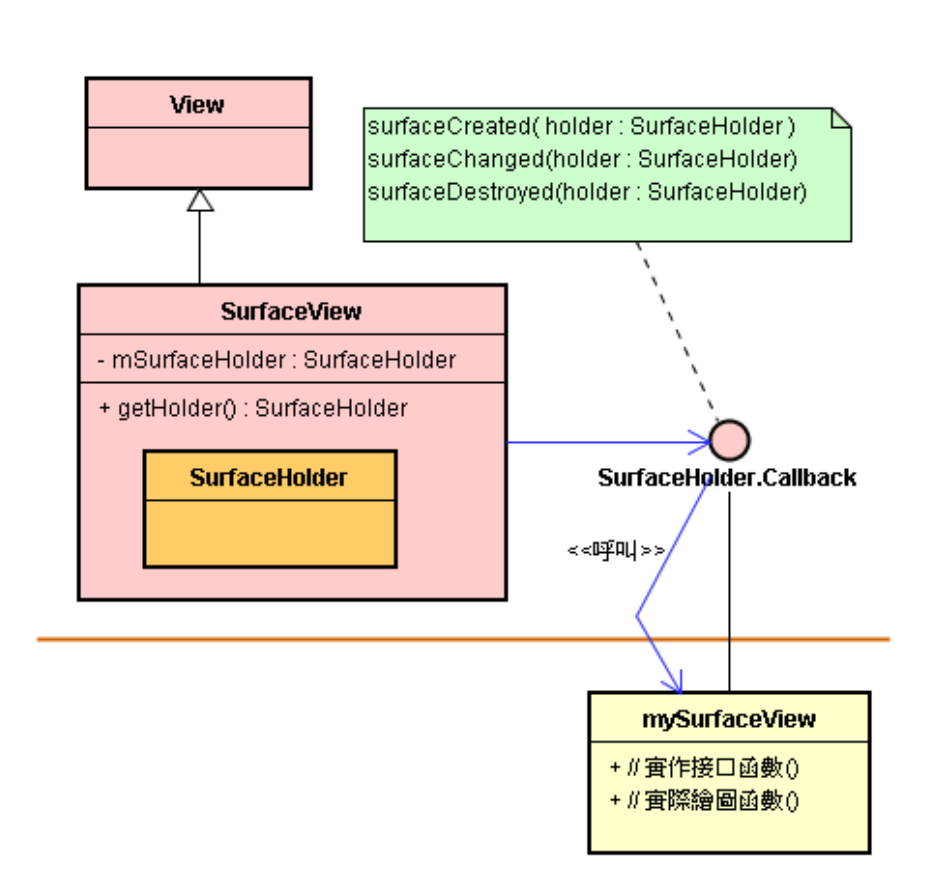 View
surfaceCreated( holder : SurfaceHolder )
surfaceChanged(holder : SurfaceHolder)
surfaceDestroyed(holder : SurfaceHolder)
SurfaceView
- mSurfaceHolder : SurfaceHolder
+ getHolder() : SurfaceHolder
SurfaceHolder
SurfaceHolder.Callback
<<呼叫>>
mySurfaceView
+ // 實作接口函數()
+ // 實際繪圖函數()